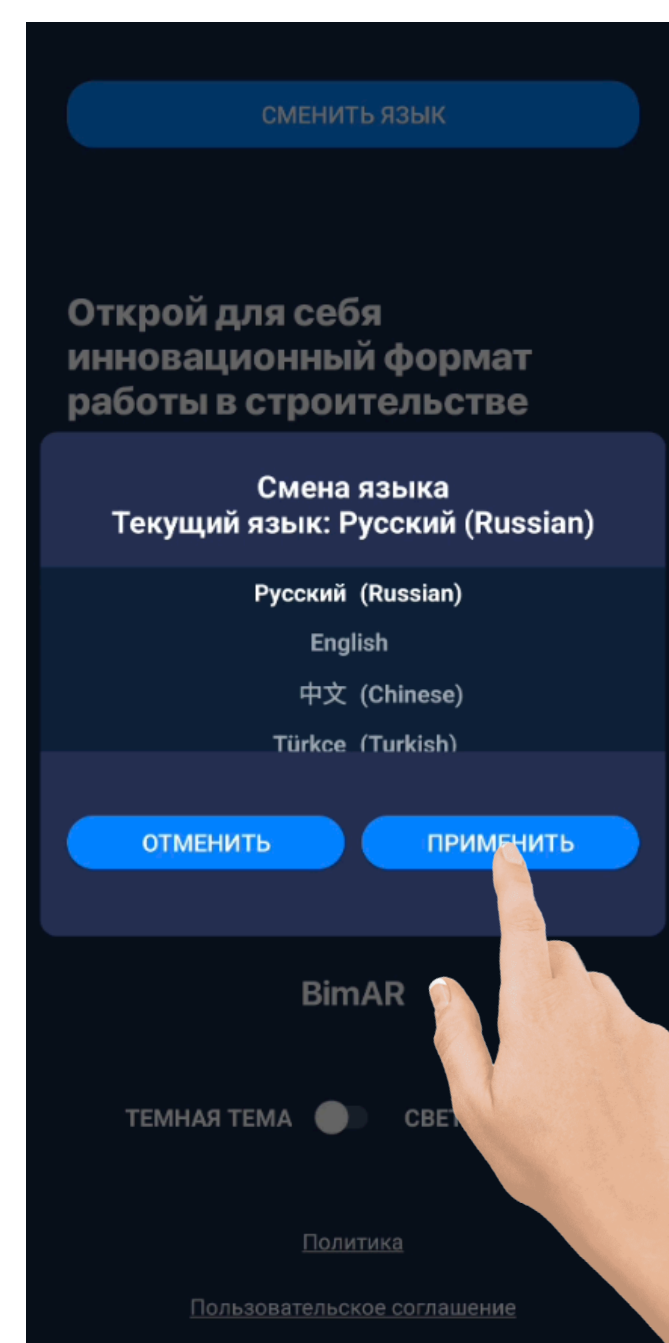 СМЕНИТЬ ЯЗЫК
Открой для себя
инновационный формат
работы в строительстве
Смена языка
Текущий язык: Русский (Russian)
Русский (Russian)
English
中文 (Chinese)
Türkçe (Turkish)
ОТМЕНИТЬ ПРИМЕНИТЬ
BimAR
ТЕМНАЯ ТЕМА
Политика
Пользовательское соглашение